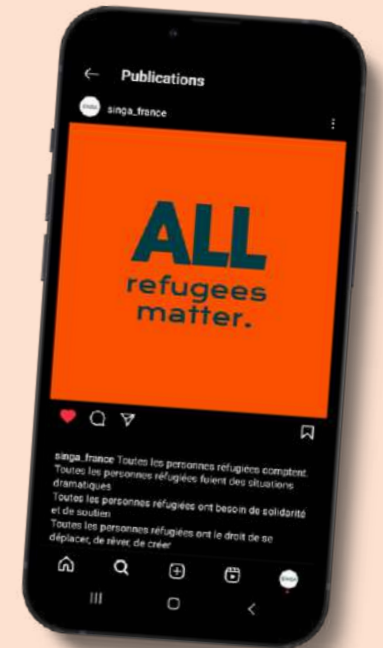 Publications
singa_france
ALL
refugees
matter.
singa_france Toutes les personnes réfugiées comptent.
Toutes les personnes réfugiées fuient des situations
dramatiques
Toutes les personnes réfugiées ont besoin de solidarité
et de soutien
Toutes les personnes réfugiées ont le droit de se
déplacer, de rêver, de créer